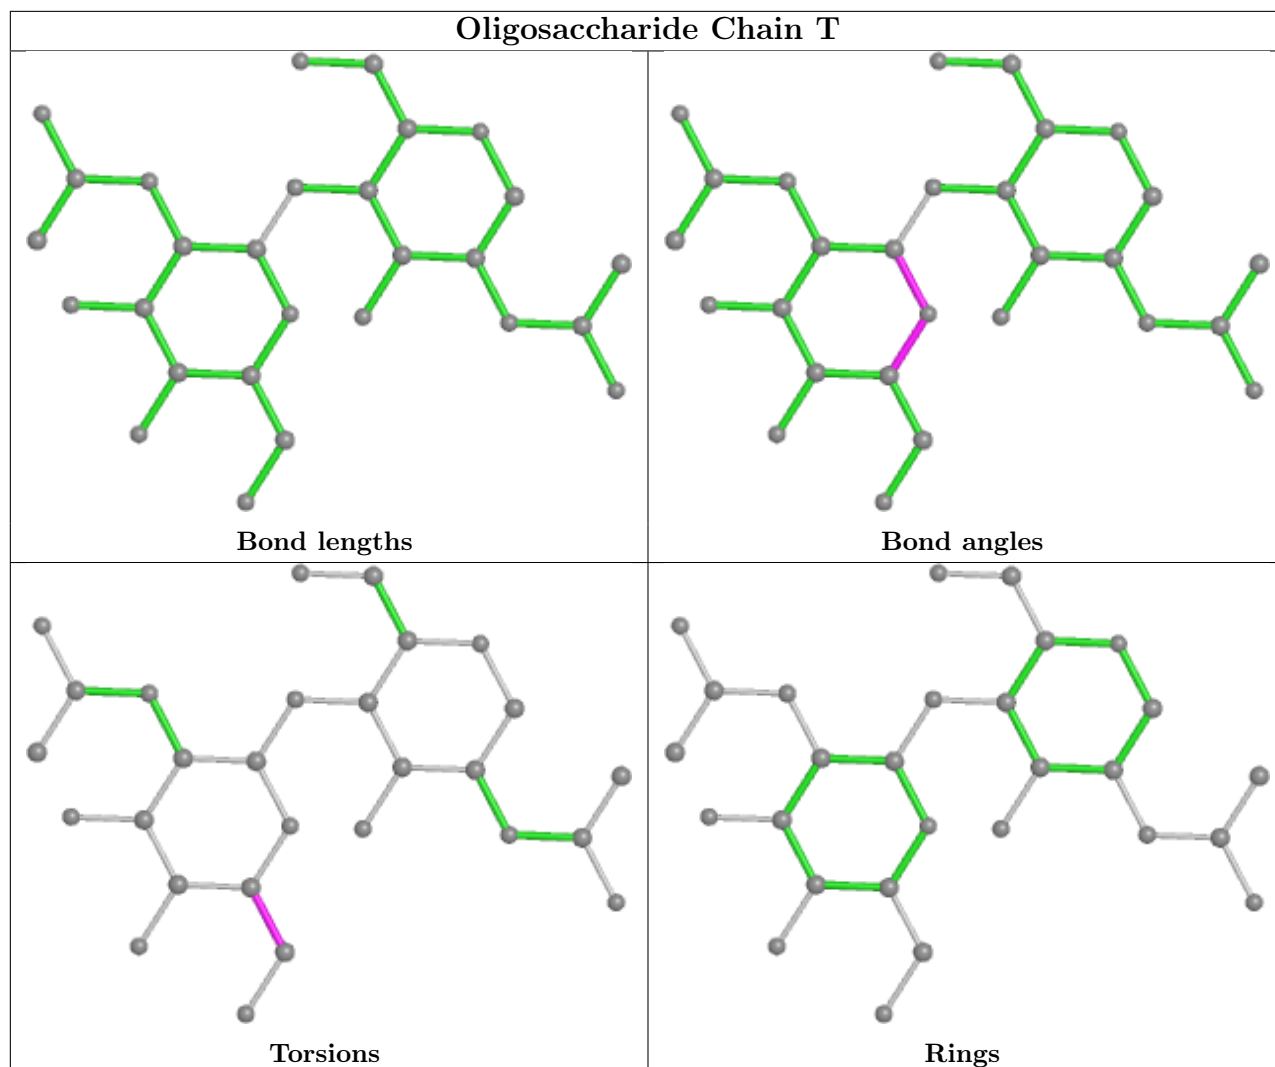 Oligosaccharide Chain T
Bond lengths
Bond angles
Torsions
Rings